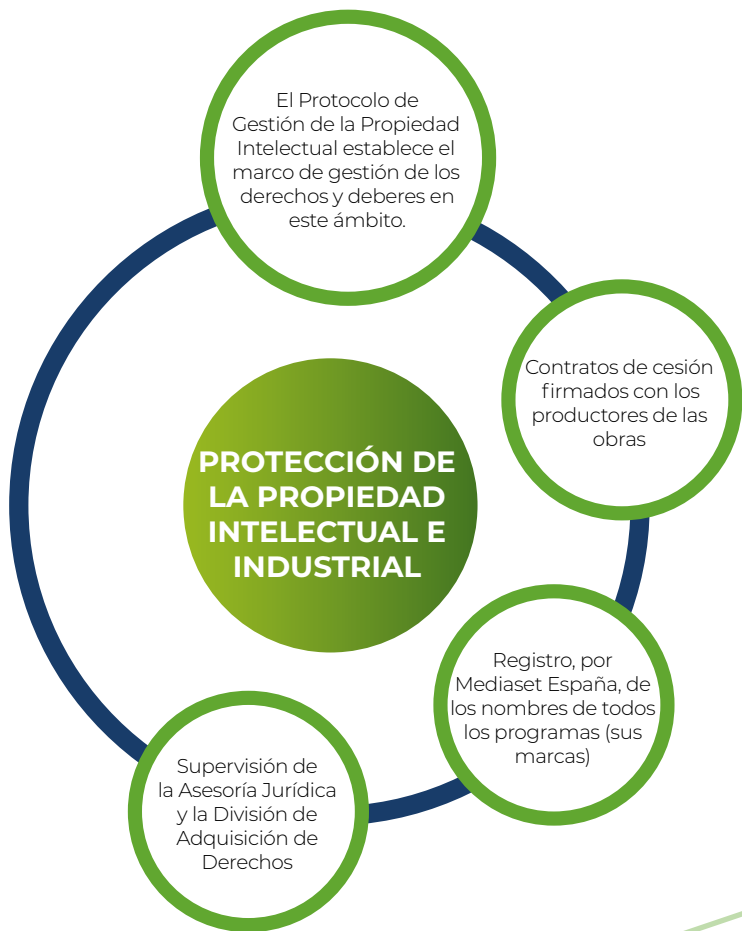 El Protocolo de
Gestión de la Propiedad
Intelectual establece el
marco de gestión de los
derechos y deberes en
este ámbito.
Contratos de cesión
firmados con los
productores de las
obras
PROTECCIÓN DE
LA PROPIEDAD
INTELECTUAL E
INDUSTRIAL
Registro, por
Mediaset España, de
los nombres de todos
los programas (sus
marcas)
Supervisión de
la Asesoría Jurídica
y la División de
Adquisición de
Derechos